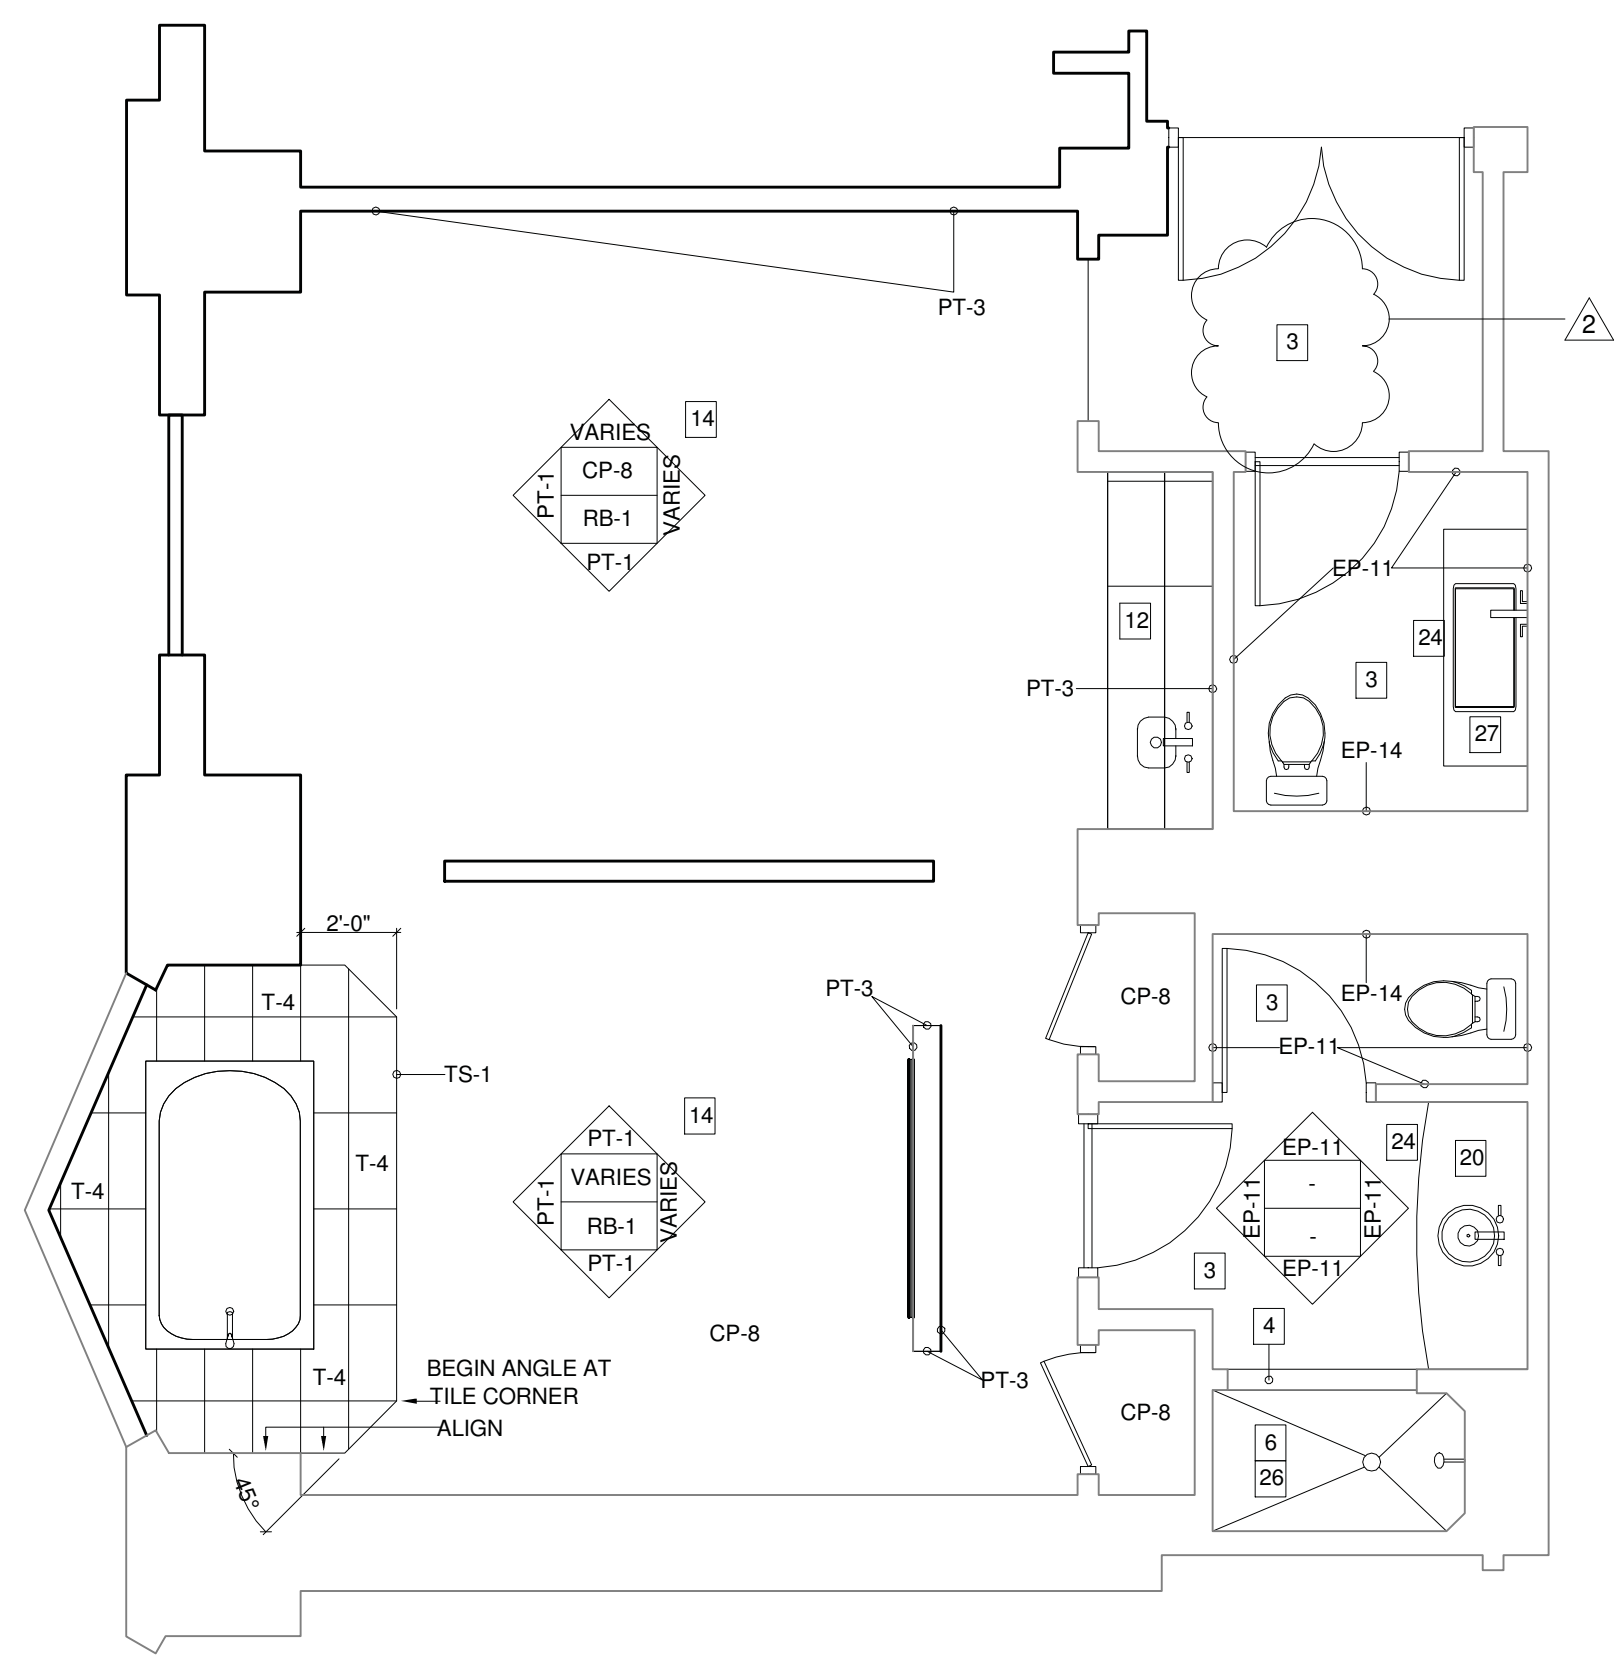 PT-3
2
3
14
VARIES
CP-8
RB-1
PT-1
PT-1
VARIES
EP-11
12
24
3
PT-3
27
EP-14
2'-0"
T-4
PT-3
CP-8
3
EP-14
EP-11
TS-1
14
PT-1
VARIES
RB-1
PT-1
PT-1
VARIES
T-4
T-4
24
20
EP-11
-
-
EP-11
EP-11
EP-11
3
4
CP-8
T-4
BEGIN ANGLE AT
TILE CORNER
ALIGN
PT-3
CP-8
6
26
45°